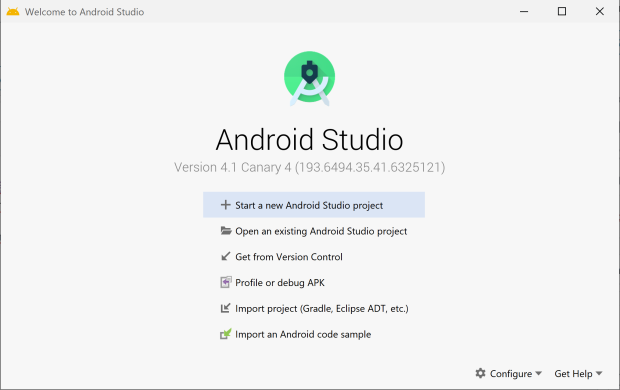 Welcome to Android Studio
Android Studio
Version 4.1 Canary 4 (193.6494.35.41.6325121)
Start a new Android Studio project
Open an existing Android Studio project
Get from Version Control
Profile or debug APK
Import project (Gradle, Eclipse ADT, etc.)
Import an Android code sample
Configure Get Help